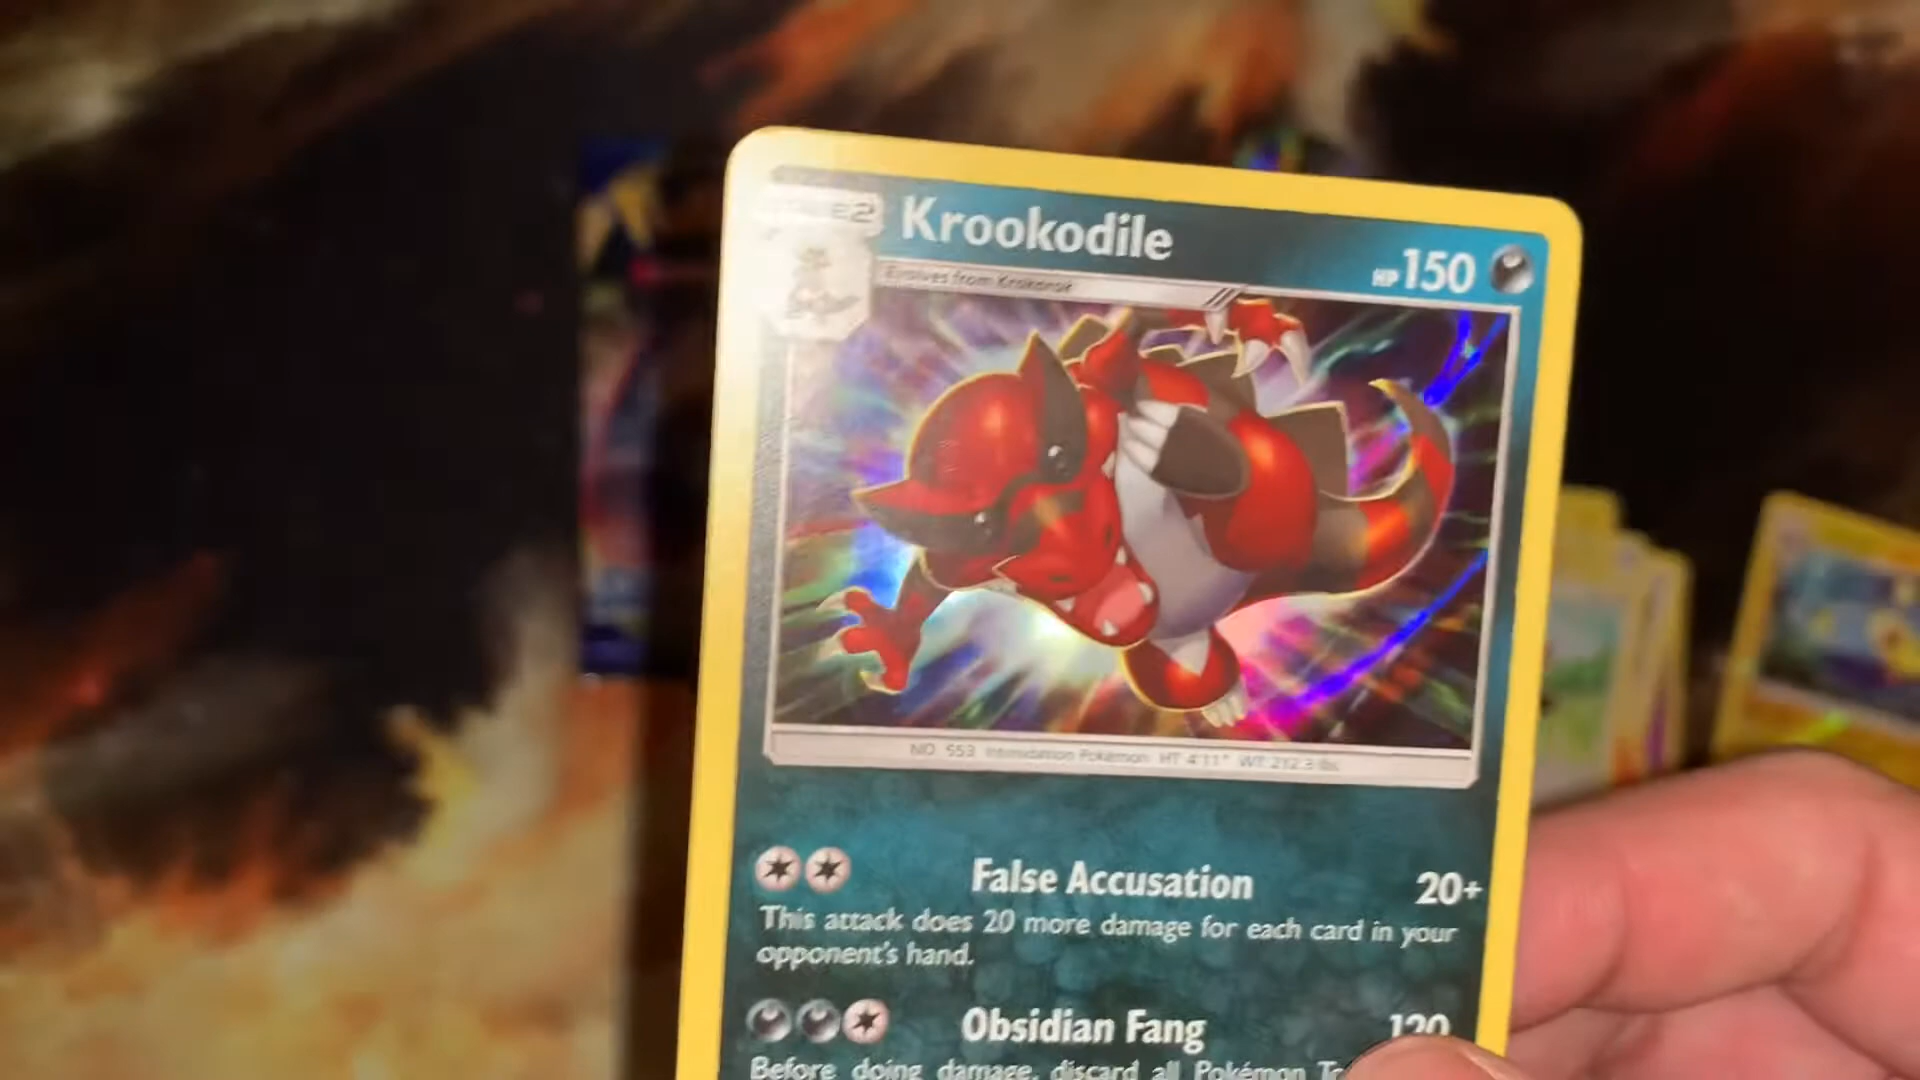 Krookodile
HP 150
Evolves from Krokorok
NO. 553 Intimidation Pokémon HT: 4'11" WT: 212.3 lbs.
False Accusation 20+
This attack does 20 more damage for each card in your
opponent's hand.
Obsidian Fang 120
Before doing damage, discard all Pokémon